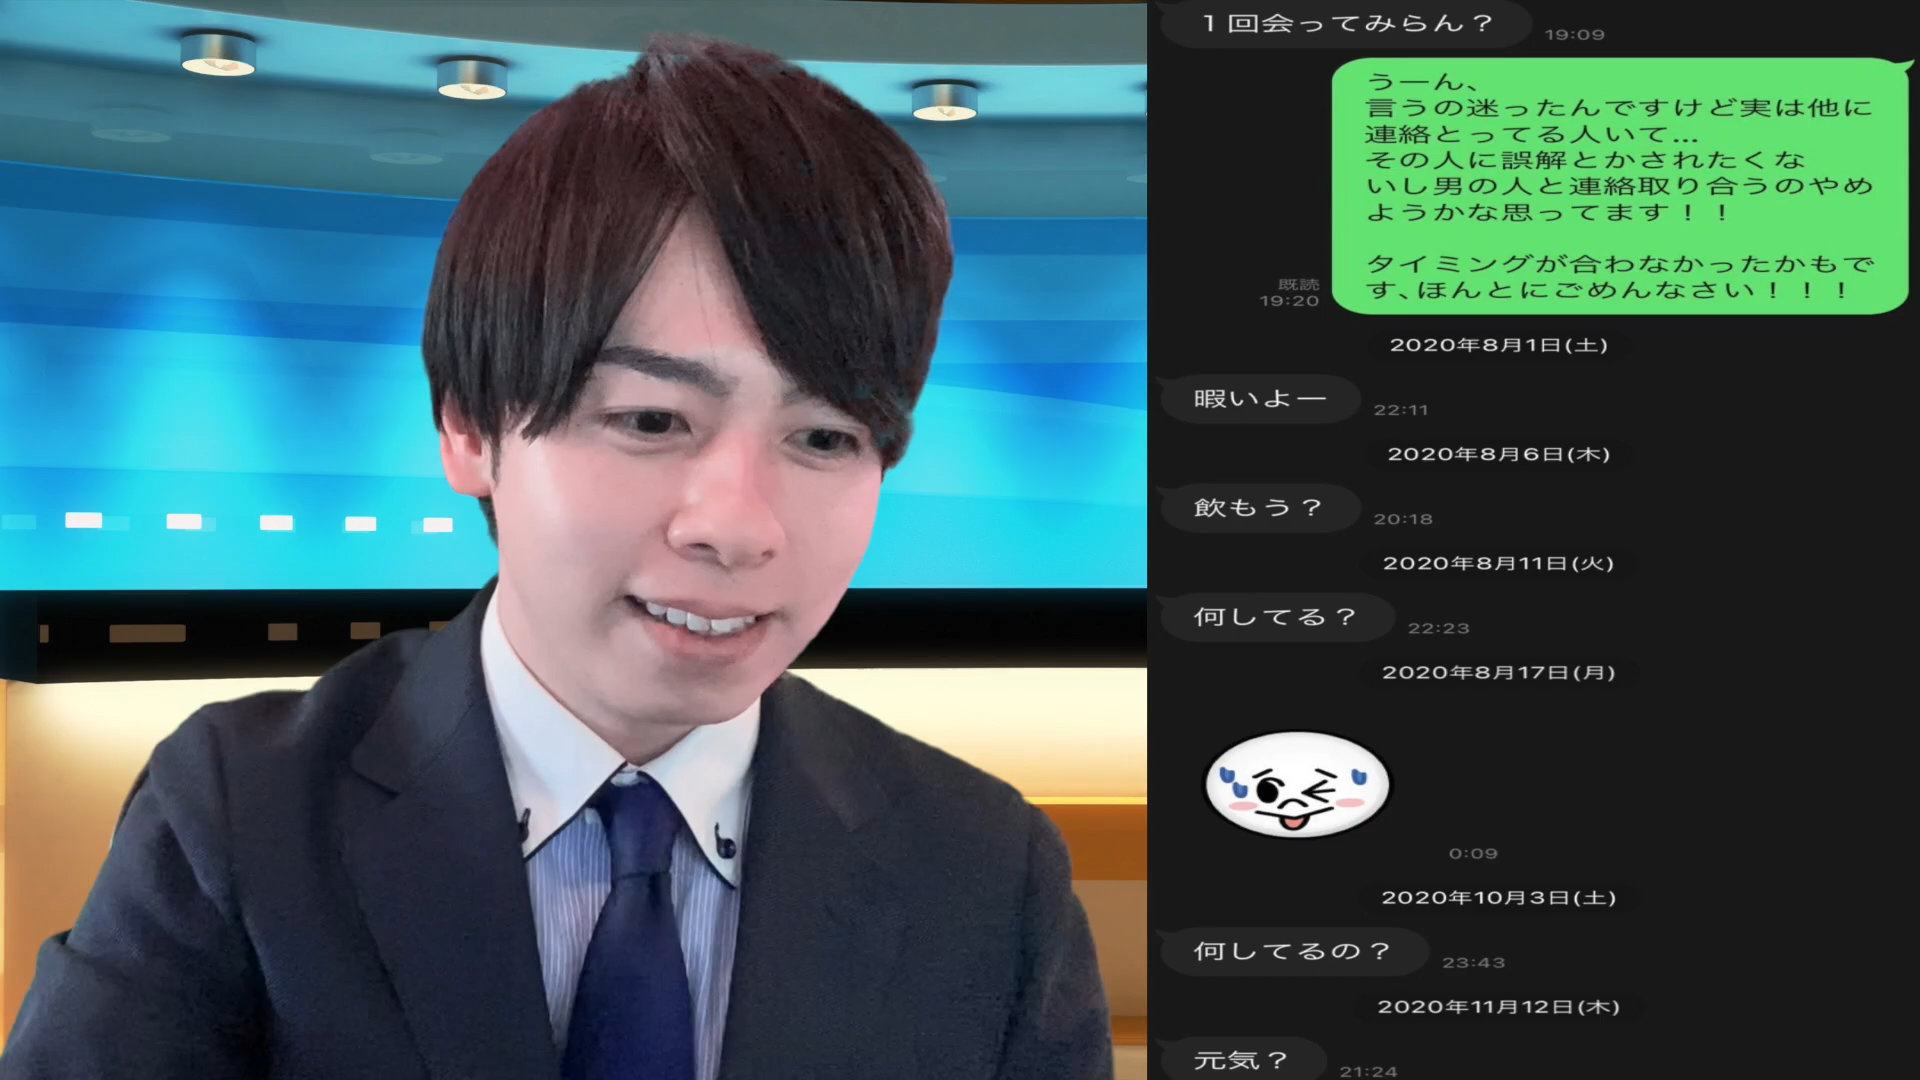 1回会ってみらん？
19:09
うーん、
言うの迷ったんですけど実は他に
連絡とってる人いて...
その人に誤解とかされたくな
いし男の人と連絡取り合うのやめ
ようかな思ってます！！
タイミングが合わなかったかもで
す、ほんとにごめんなさい！！！
既読
19:20
2020年8月1日(土)
暇いよー
22:11
2020年8月6日(木)
飲もう？
20:18
2020年8月11日(火)
何してる？
22:23
2020年8月17日(月)
0:09
2020年10月3日(土)
何してるの？
23:43
2020年11月12日(木)
元気？
21:24